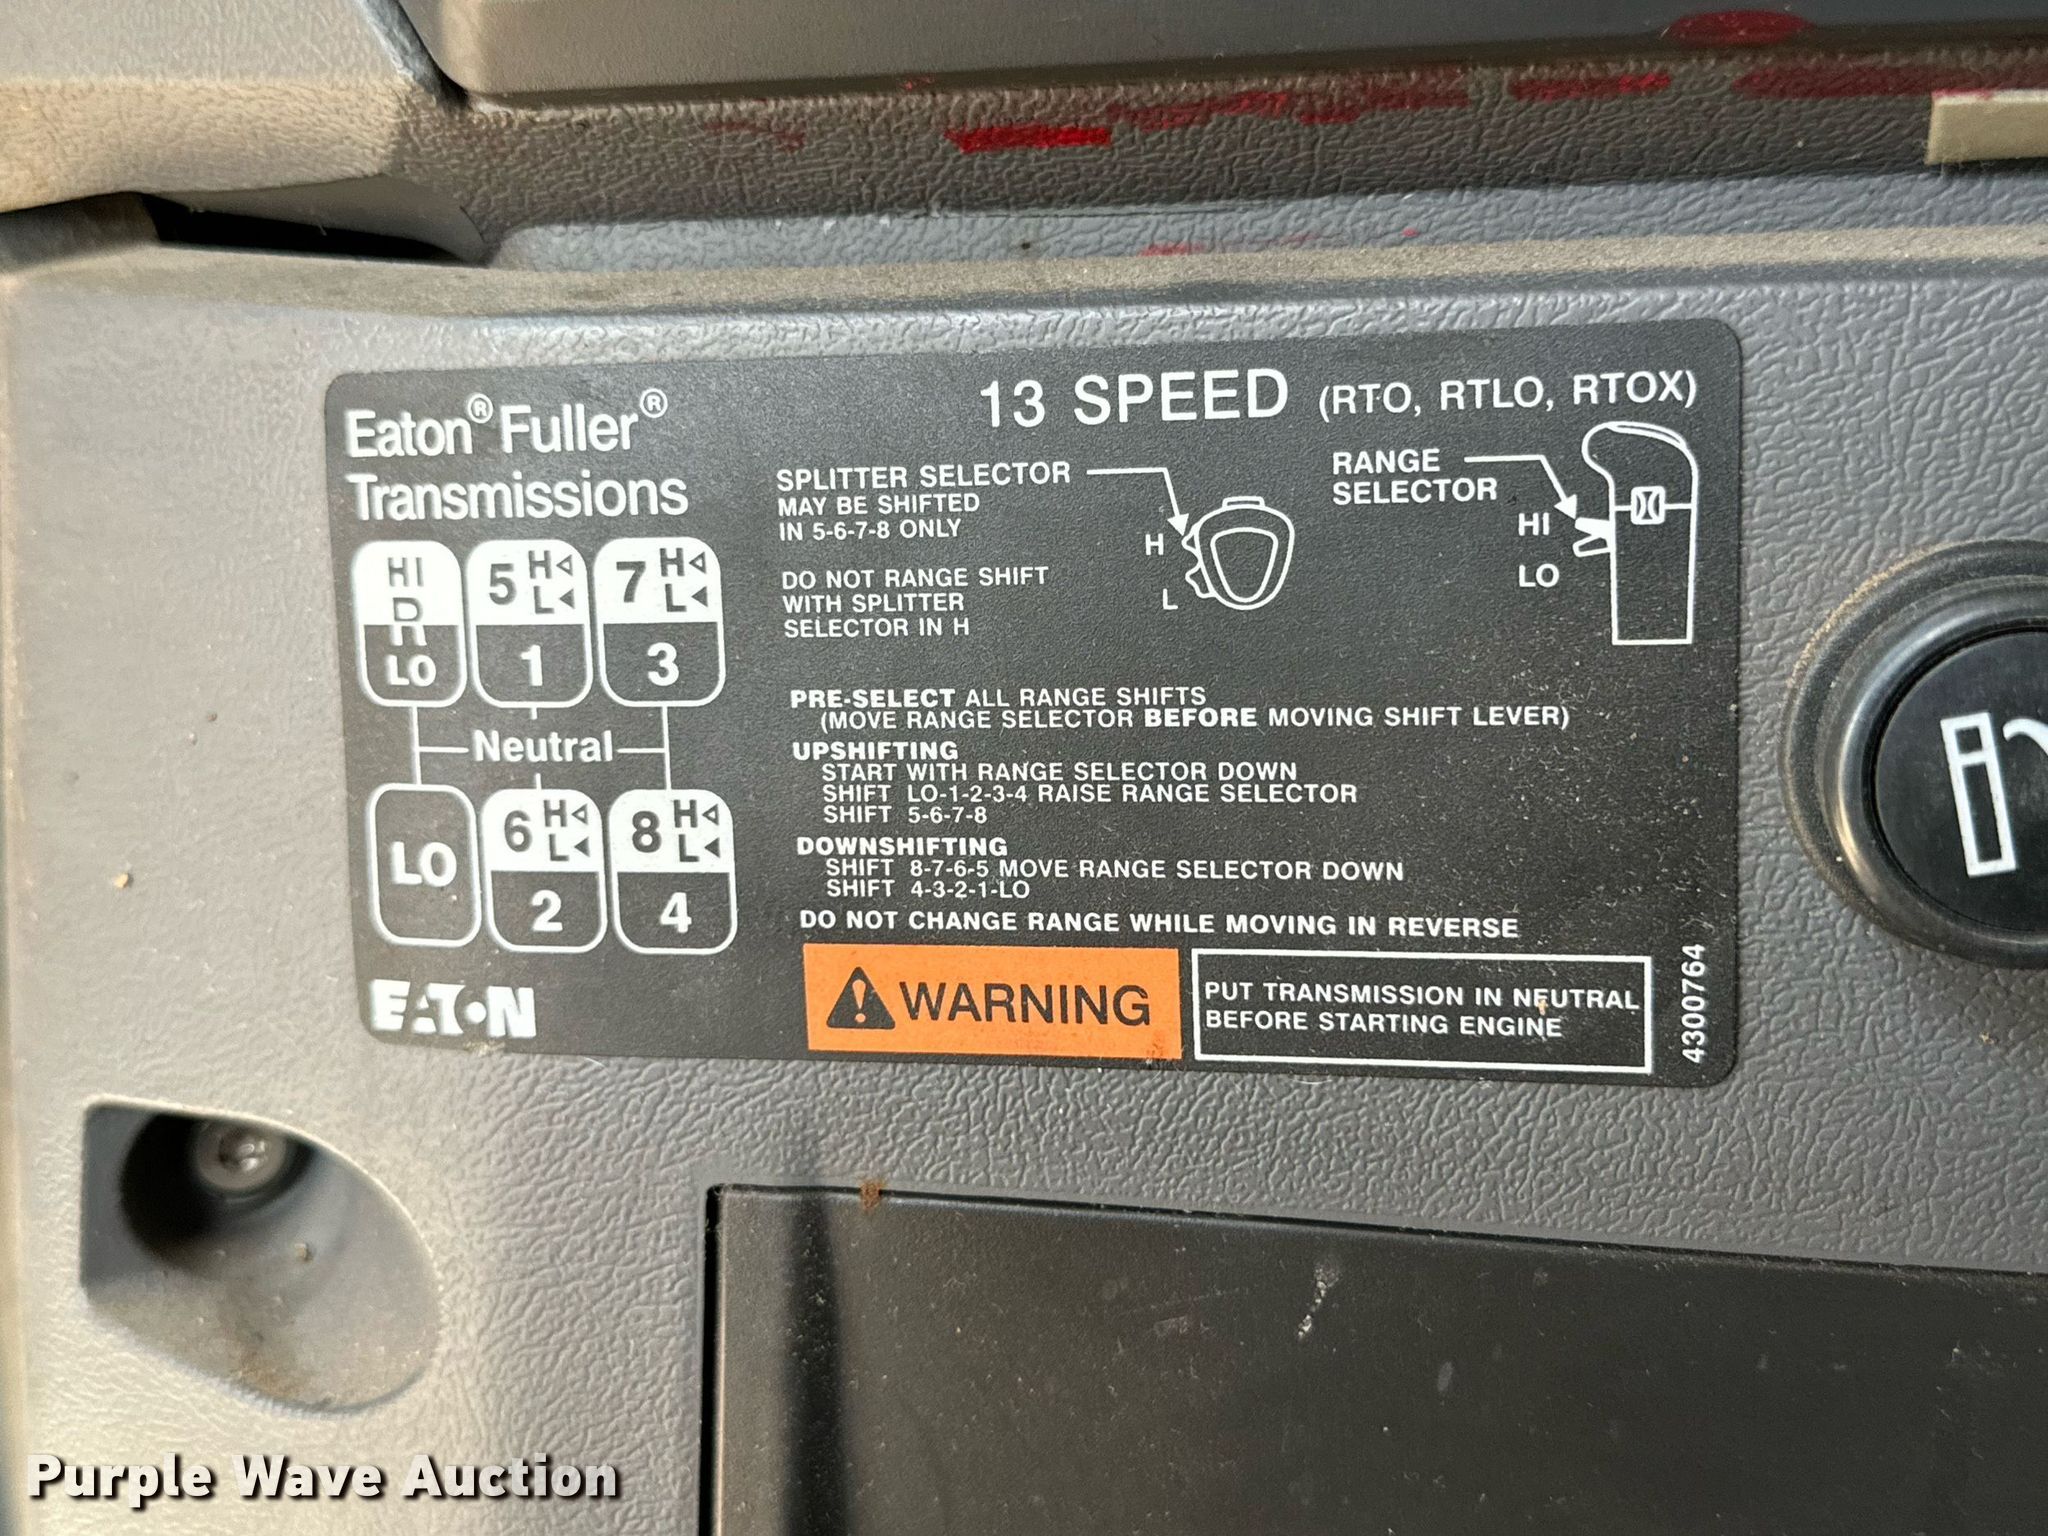 Eaton® Fuller®
Transmissions
13 SPEED (RTO, RTLO, RTOX)
SPLITTER SELECTOR
MAY BE SHIFTED
IN 5-6-7-8 ONLY
DO NOT RANGE SHIFT
WITH SPLITTER
SELECTOR IN H
H
L
RANGE
SELECTOR
HI
LO
HI 5 H L 7 H L
R
LO 1 3
Neutral
6 H L 8 H L
LO 2 4
PRE-SELECT ALL RANGE SHIFTS
(MOVE RANGE SELECTOR BEFORE MOVING SHIFT LEVER)
UPSHIFTING
START WITH RANGE SELECTOR DOWN
SHIFT LO-1-2-3-4 RAISE RANGE SELECTOR
SHIFT 5-6-7-8
DOWNSHIFTING
SHIFT 8-7-6-5 MOVE RANGE SELECTOR DOWN
SHIFT 4-3-2-1-LO
DO NOT CHANGE RANGE WHILE MOVING IN REVERSE
EATON
WARNING
PUT TRANSMISSION IN NEUTRAL
BEFORE STARTING ENGINE
4300764
Purple Wave Auction